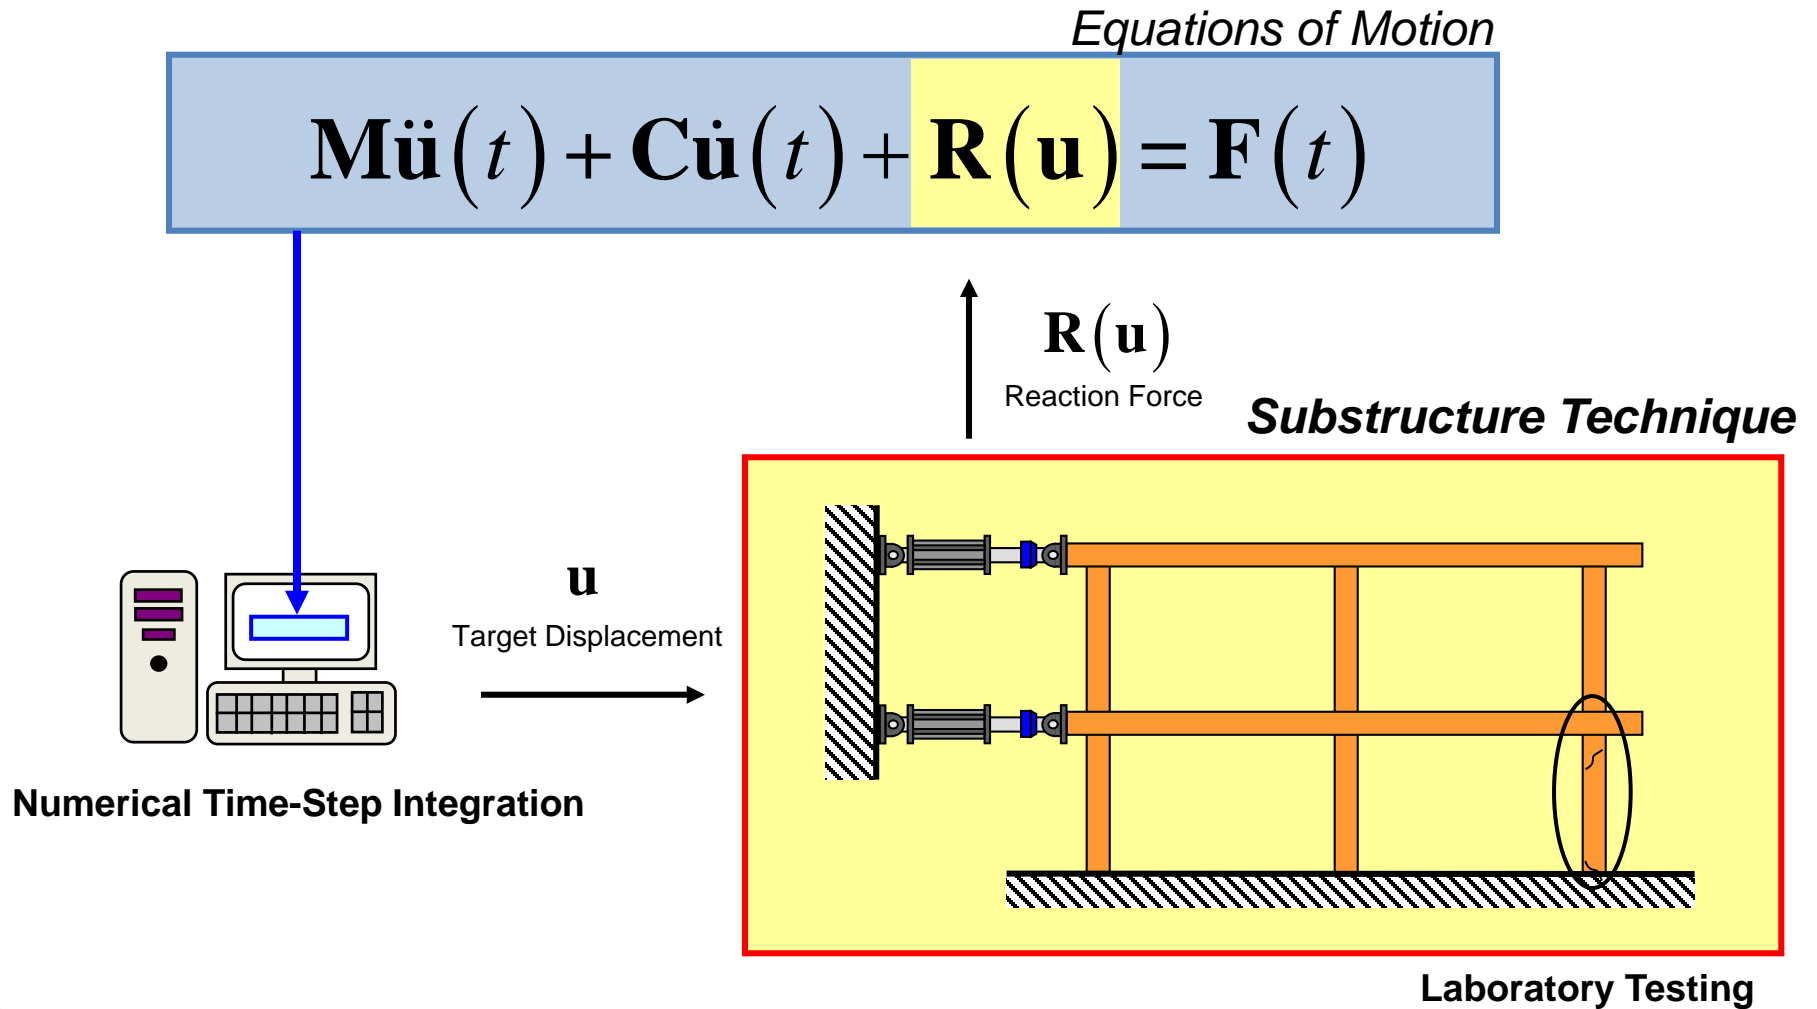 Equations of Motion
Mü(t) + Cu̇(t) + R(u) = F(t)
R(u)
Reaction Force
Substructure Technique
u
Target Displacement
Numerical Time-Step Integration
Laboratory Testing